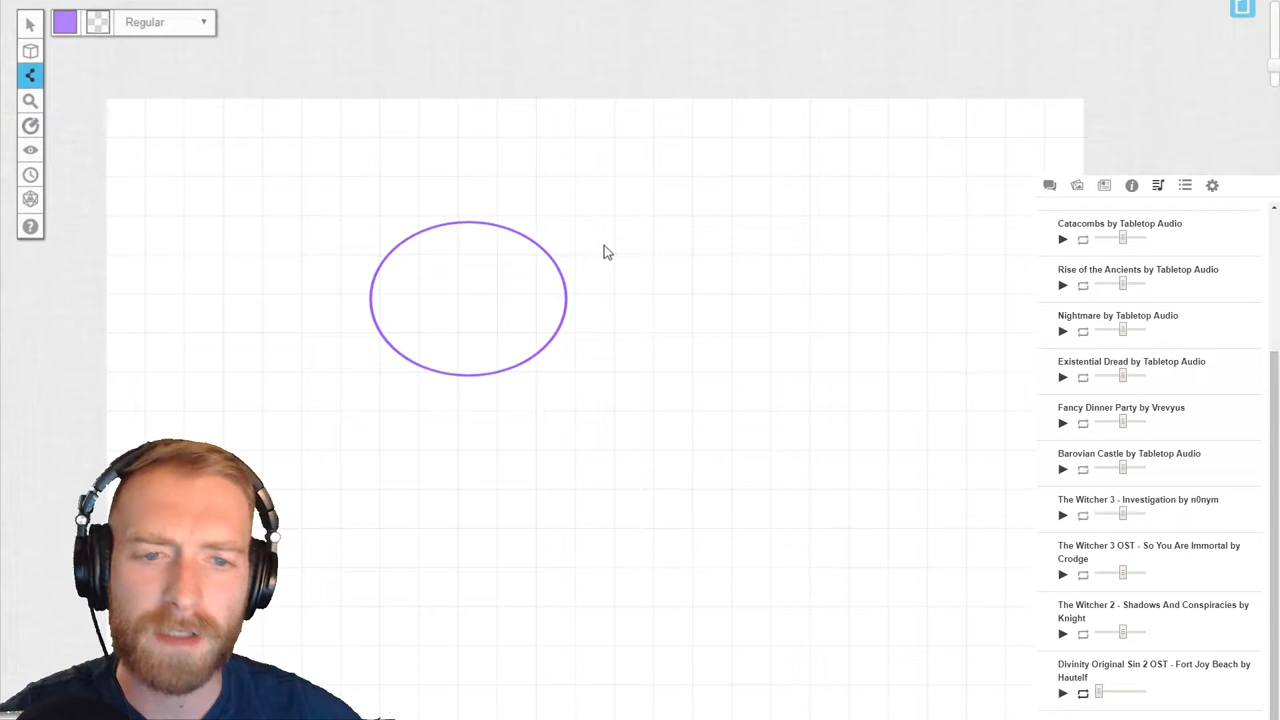 Regular
Catacombs by Tabletop Audio
Rise of the Ancients by Tabletop Audio
Nightmare by Tabletop Audio
Existential Dread by Tabletop Audio
Fancy Dinner Party by Vrevyus
Barovian Castle by Tabletop Audio
The Witcher 3 - Investigation by n0nym
The Witcher 3 OST - So You Are Immortal by
Crodge
The Witcher 2 - Shadows And Conspiracies by
Knight
Divinity Original Sin 2 OST - Fort Joy Beach by
Hautelf